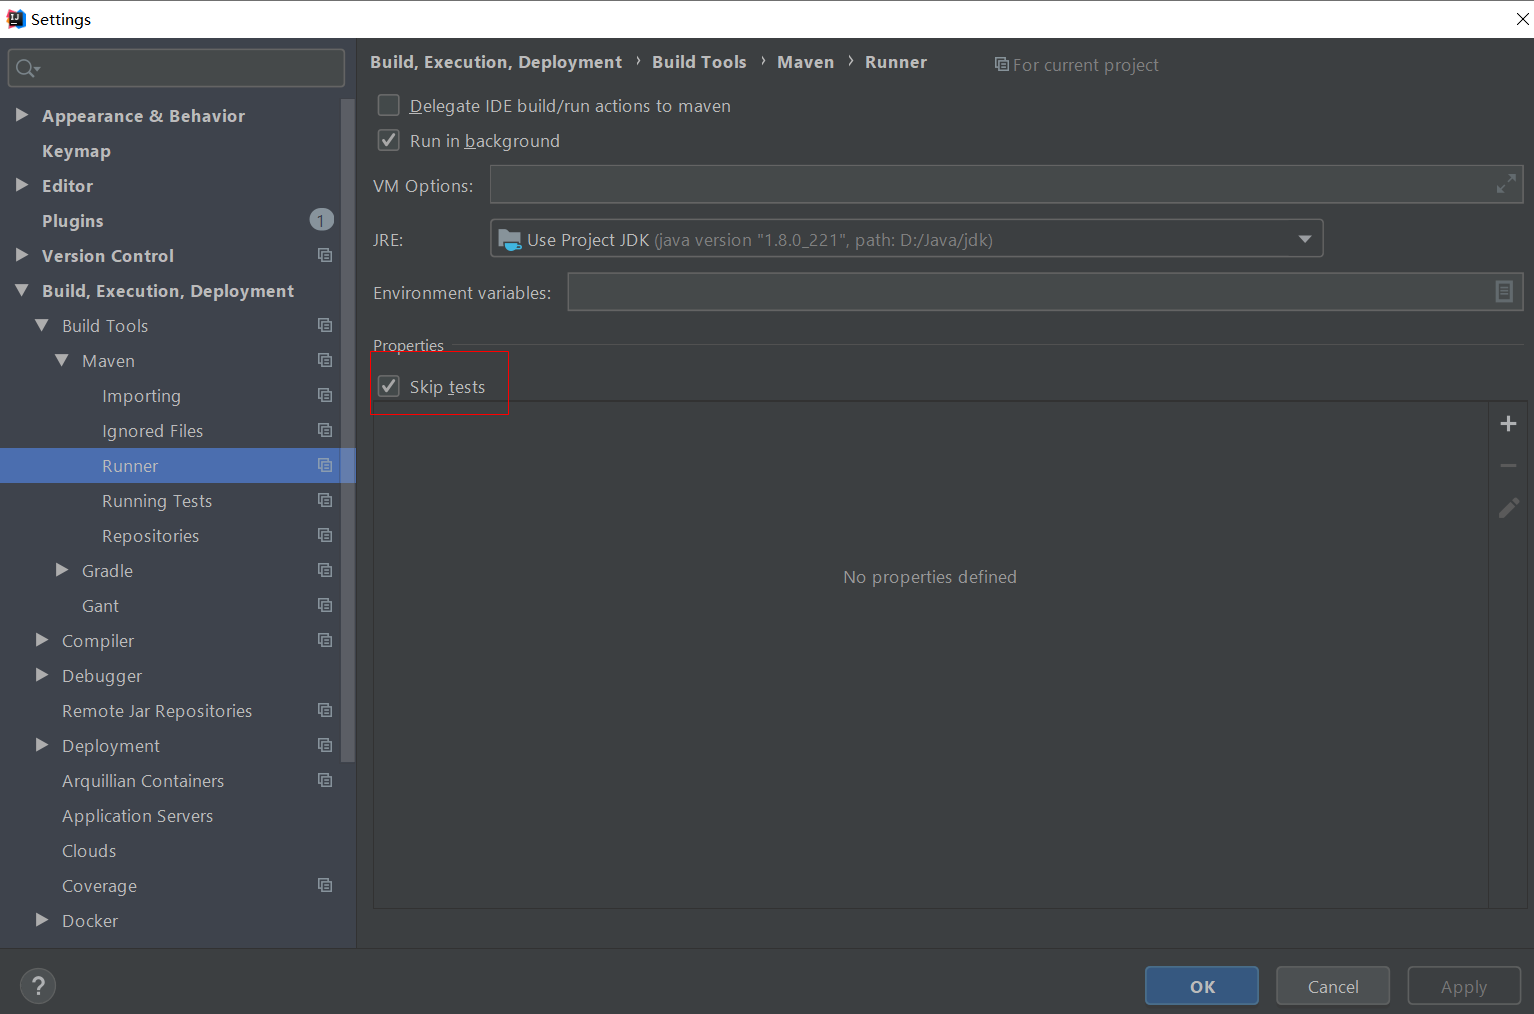 Settings
Appearance & Behavior
Keymap
Editor
Plugins
1
Version Control
Build, Execution, Deployment
Build Tools
Maven
Importing
Ignored Files
Runner
Running Tests
Repositories
Gradle
Gant
Compiler
Debugger
Remote Jar Repositories
Deployment
Arquillian Containers
Application Servers
Clouds
Coverage
Docker
Build, Execution, Deployment › Build Tools › Maven › Runner
For current project
Delegate IDE build/run actions to maven
Run in background
VM Options:
JRE:
Use Project JDK (java version "1.8.0_221", path: D:/Java/jdk)
Environment variables:
Properties
Skip tests
No properties defined
?
OK
Cancel
Apply